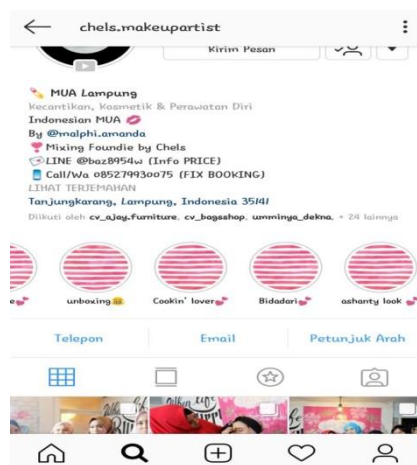 chels.makeupartist
Kirim Pesan
MUA Lampung
Kecantikan, Kosmetik & Perawatan Diri
Indonesian MUA 💋
By @malphi.amanda
Mixing Foundie by Chels
LINE @baz8954w (Info PRICE)
Call/Wa 085279930075 (FIX BOOKING)
LIHAT TERJEMAHAN
Tanjungkarang, Lampung, Indonesia 35141
Diikuti oleh cv_ajay.furniture, cv_bagsshop, umminya_dekna, + 24 lainnya
e💕 unboxing😄 Cookin' lover💕 Bidadari💕 ashanty look 💕
Telepon Email Petunjuk Arah